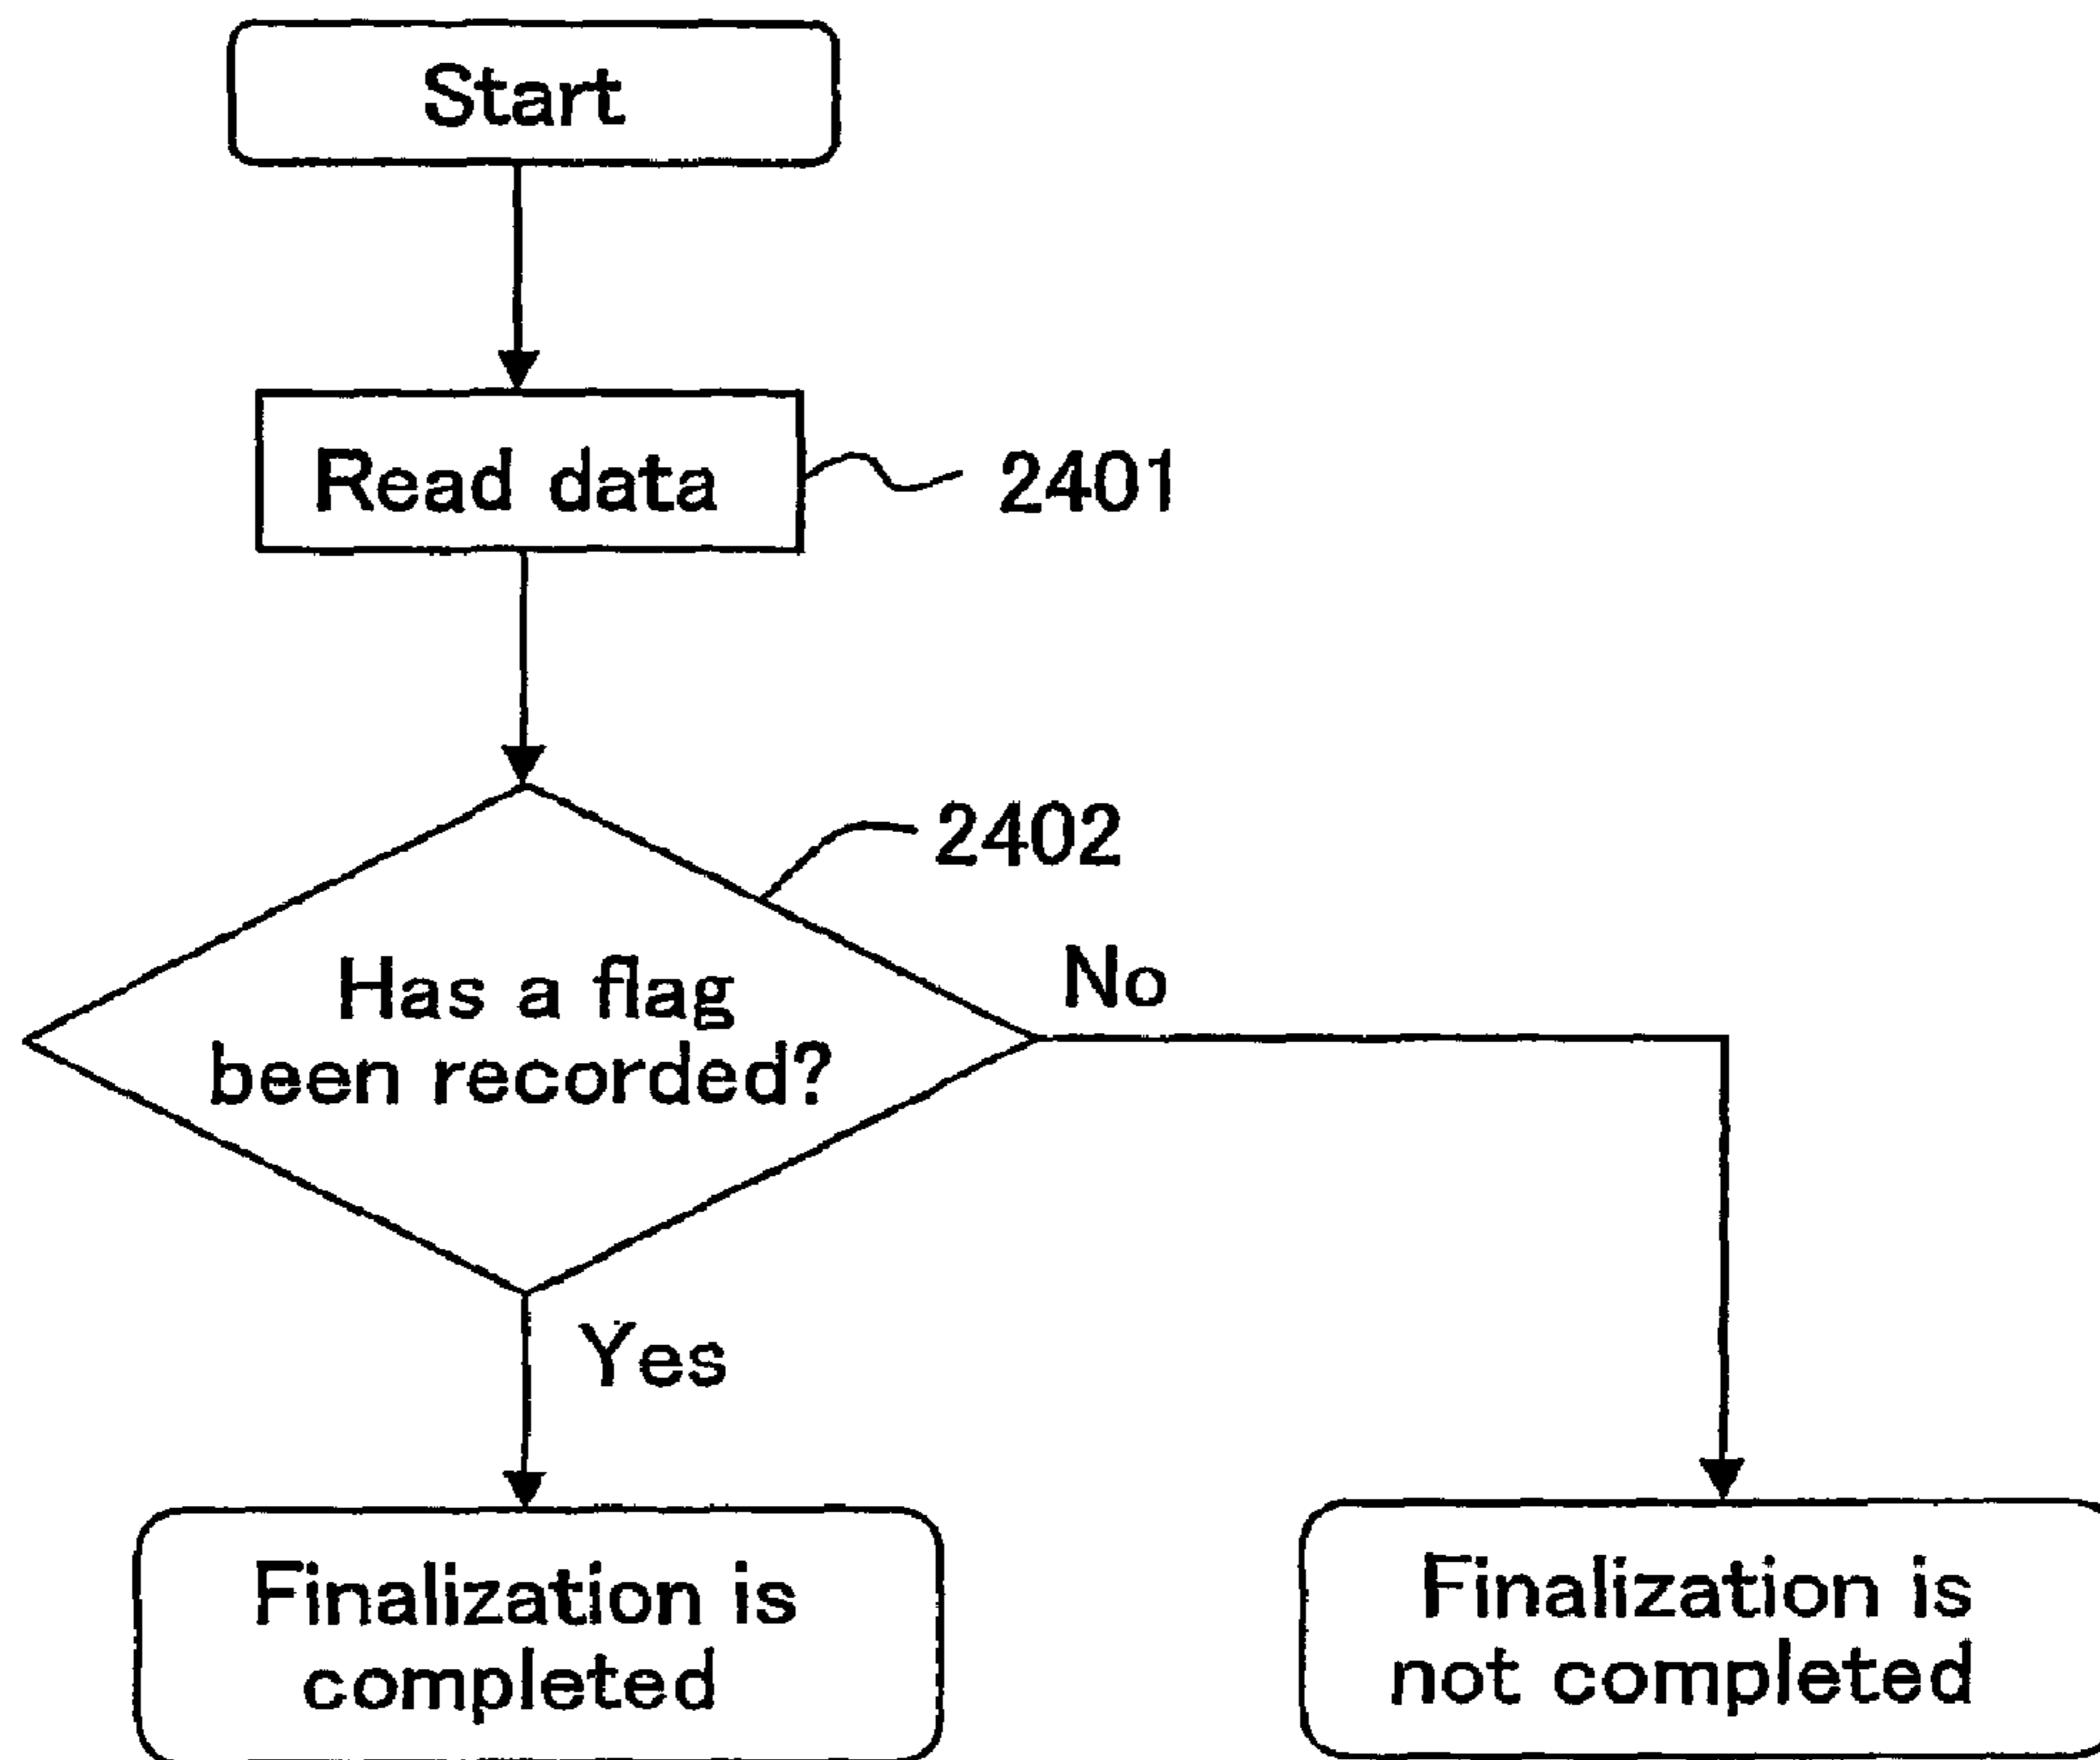 Start
Read data
2401
2402
Has a flag
been recorded?
No
Yes
Finalization is
completed
Finalization is
not completed